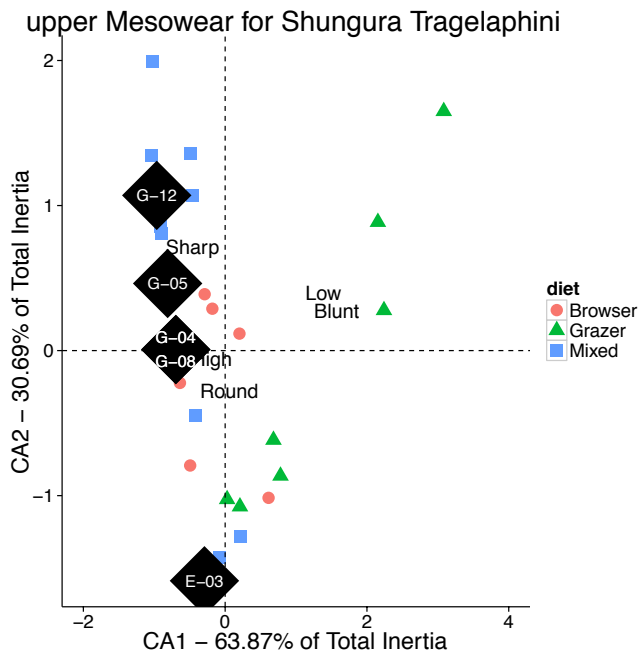 upper Mesowear for Shungura Tragelaphini
2
1
0
−1
CA2 − 30.69% of Total Inertia
G-12
Sharp
G-05
Low
Blunt
G-04
G-08
High
Round
E-03
−2
0
2
4
CA1 − 63.87% of Total Inertia
diet
Browser
Grazer
Mixed